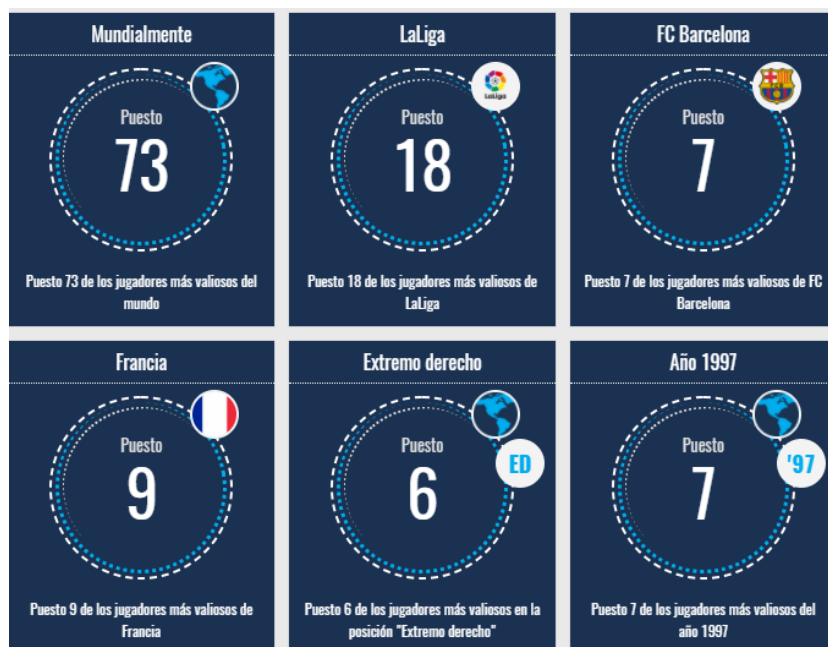 Mundialmente
Puesto
73
Puesto 73 de los jugadores más valiosos del
mundo
LaLiga
LaLiga
Puesto
18
Puesto 18 de los jugadores más valiosos de
LaLiga
FC Barcelona
Puesto
7
Puesto 7 de los jugadores más valiosos de FC
Barcelona
Francia
Puesto
9
Puesto 9 de los jugadores más valiosos de
Francia
Extremo derecho
ED
Puesto
6
Puesto 6 de los jugadores más valiosos en la
posición "Extremo derecho"
Año 1997
'97
Puesto
7
Puesto 7 de los jugadores más valiosos del
año 1997